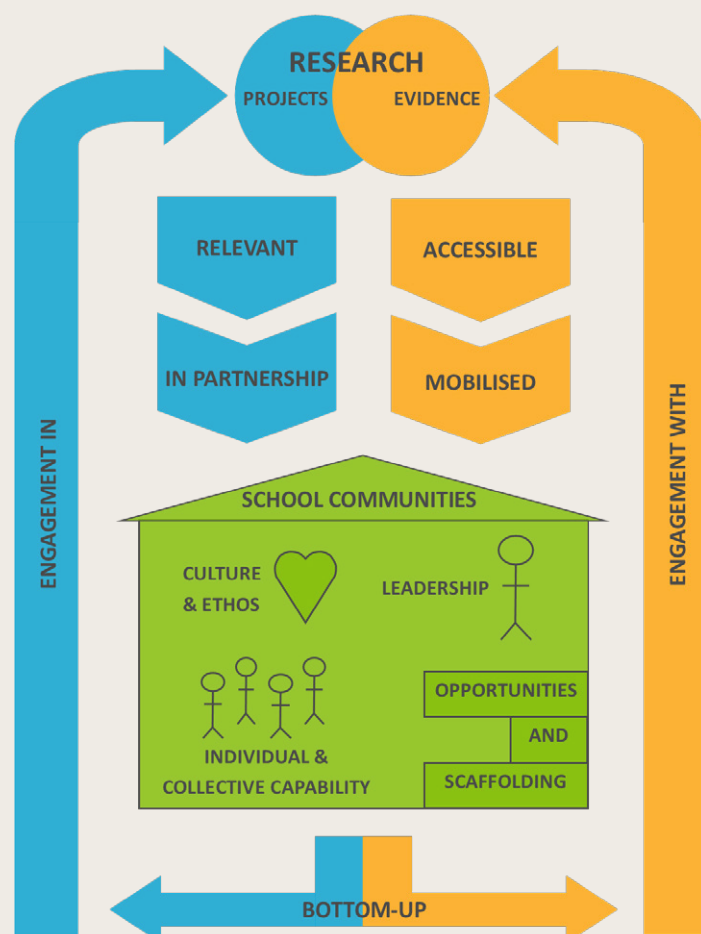 RESEARCH
PROJECTS
EVIDENCE
RELEVANT
ACCESSIBLE
IN PARTNERSHIP
MOBILISED
ENGAGEMENT IN
ENGAGEMENT WITH
SCHOOL COMMUNITIES
CULTURE
& ETHOS
LEADERSHIP
INDIVIDUAL &
COLLECTIVE CAPABILITY
OPPORTUNITIES
AND
SCAFFOLDING
BOTTOM-UP